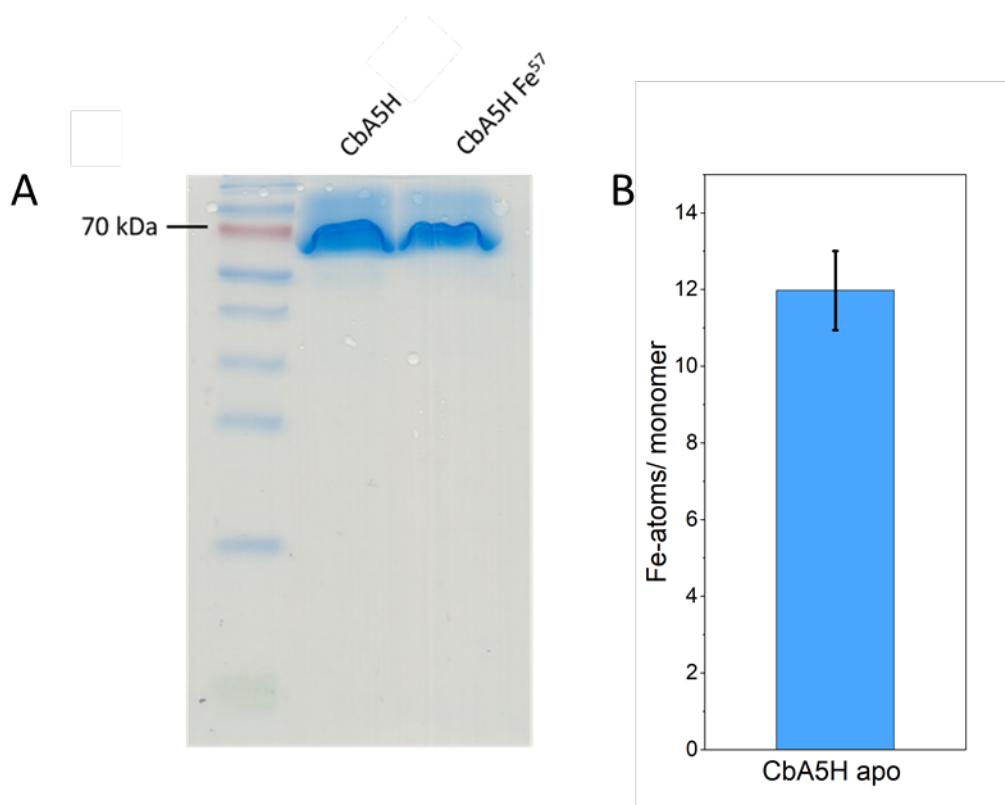 A
CbA5H
CbA5H Fe⁵⁷
70 kDa
B
14
12
10
8
6
4
2
0
Fe-atoms/ monomer
CbA5H apo